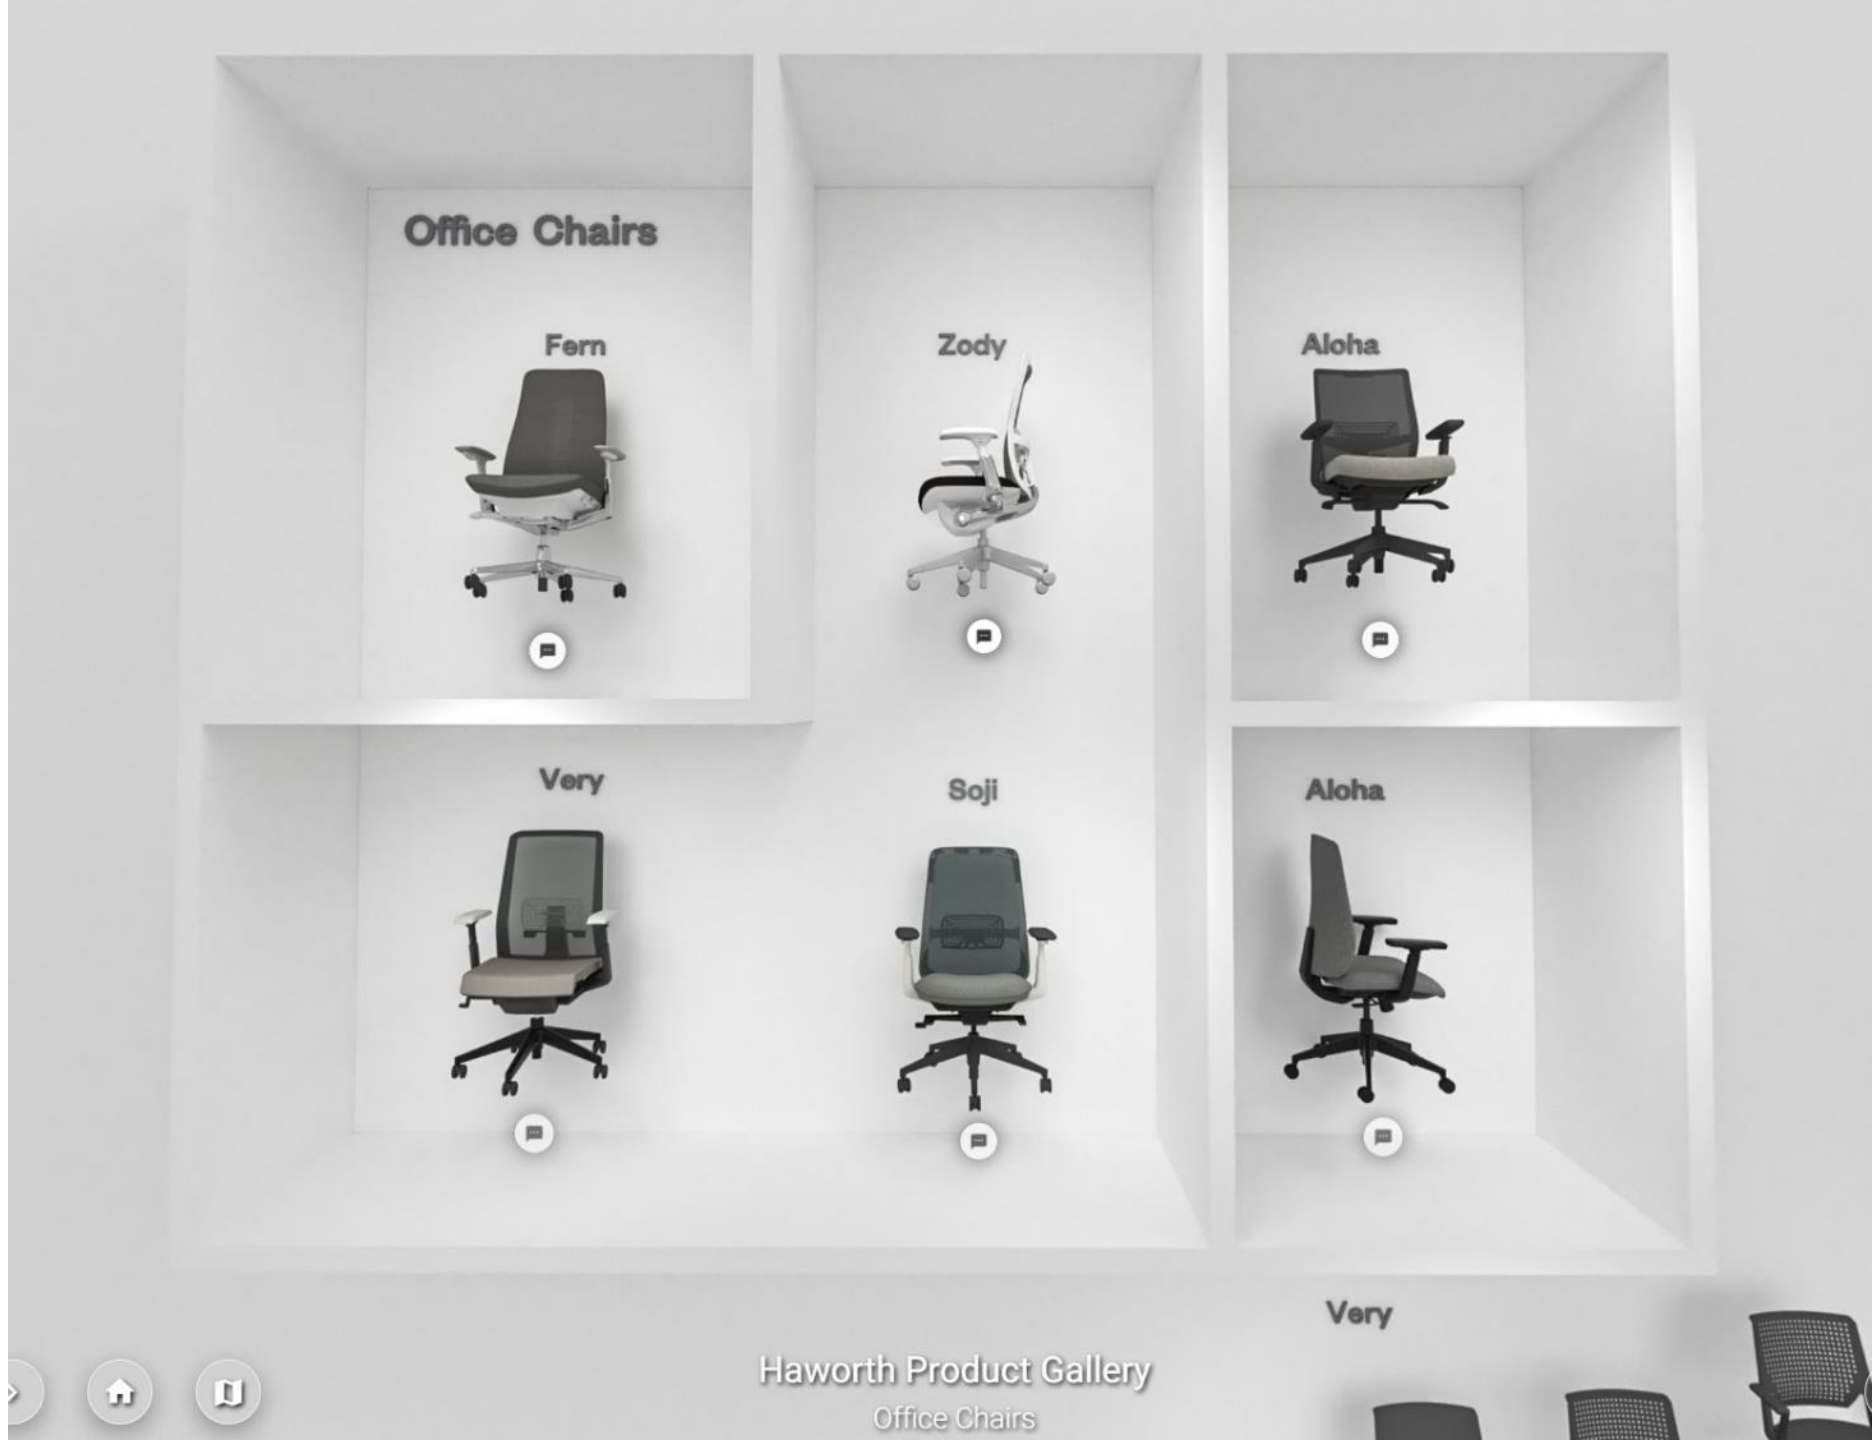 Office Chairs
Fern
Zody
Aloha
Very
Soji
Aloha
Very
Haworth Product Gallery
Office Chairs